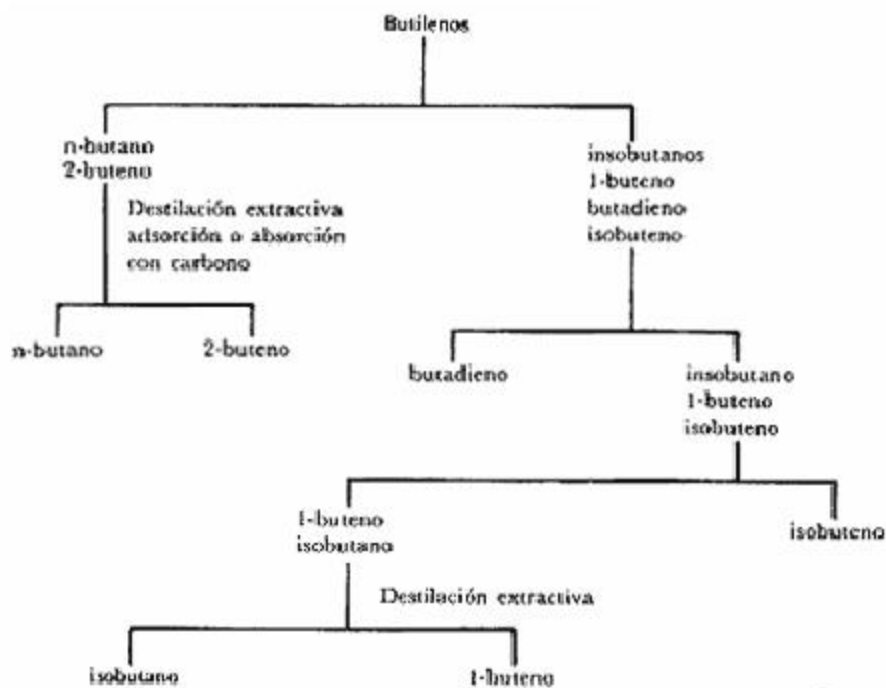 Butilenos
n-butano
2-buteno
Destilación extractiva
adsorción o absorción
con carbono
n-butano
2-buteno
insobutanos
1-buteno
butadieno
isobuteno
butadieno
insobutano
1-buteno
isobuteno
1-buteno
isobutano
isobuteno
Destilación extractiva
isobutano
1-buteno